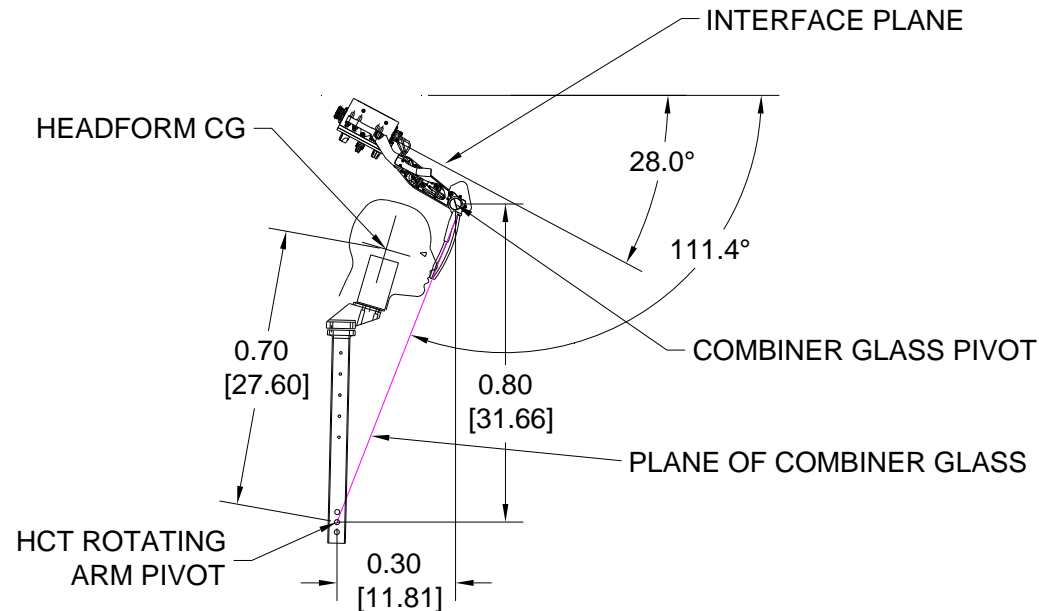 INTERFACE PLANE
HEADFORM CG
28.0°
111.4°
0.70
[27.60]
COMBINER GLASS PIVOT
0.80
[31.66]
PLANE OF COMBINER GLASS
HCT ROTATING
ARM PIVOT
0.30
[11.81]